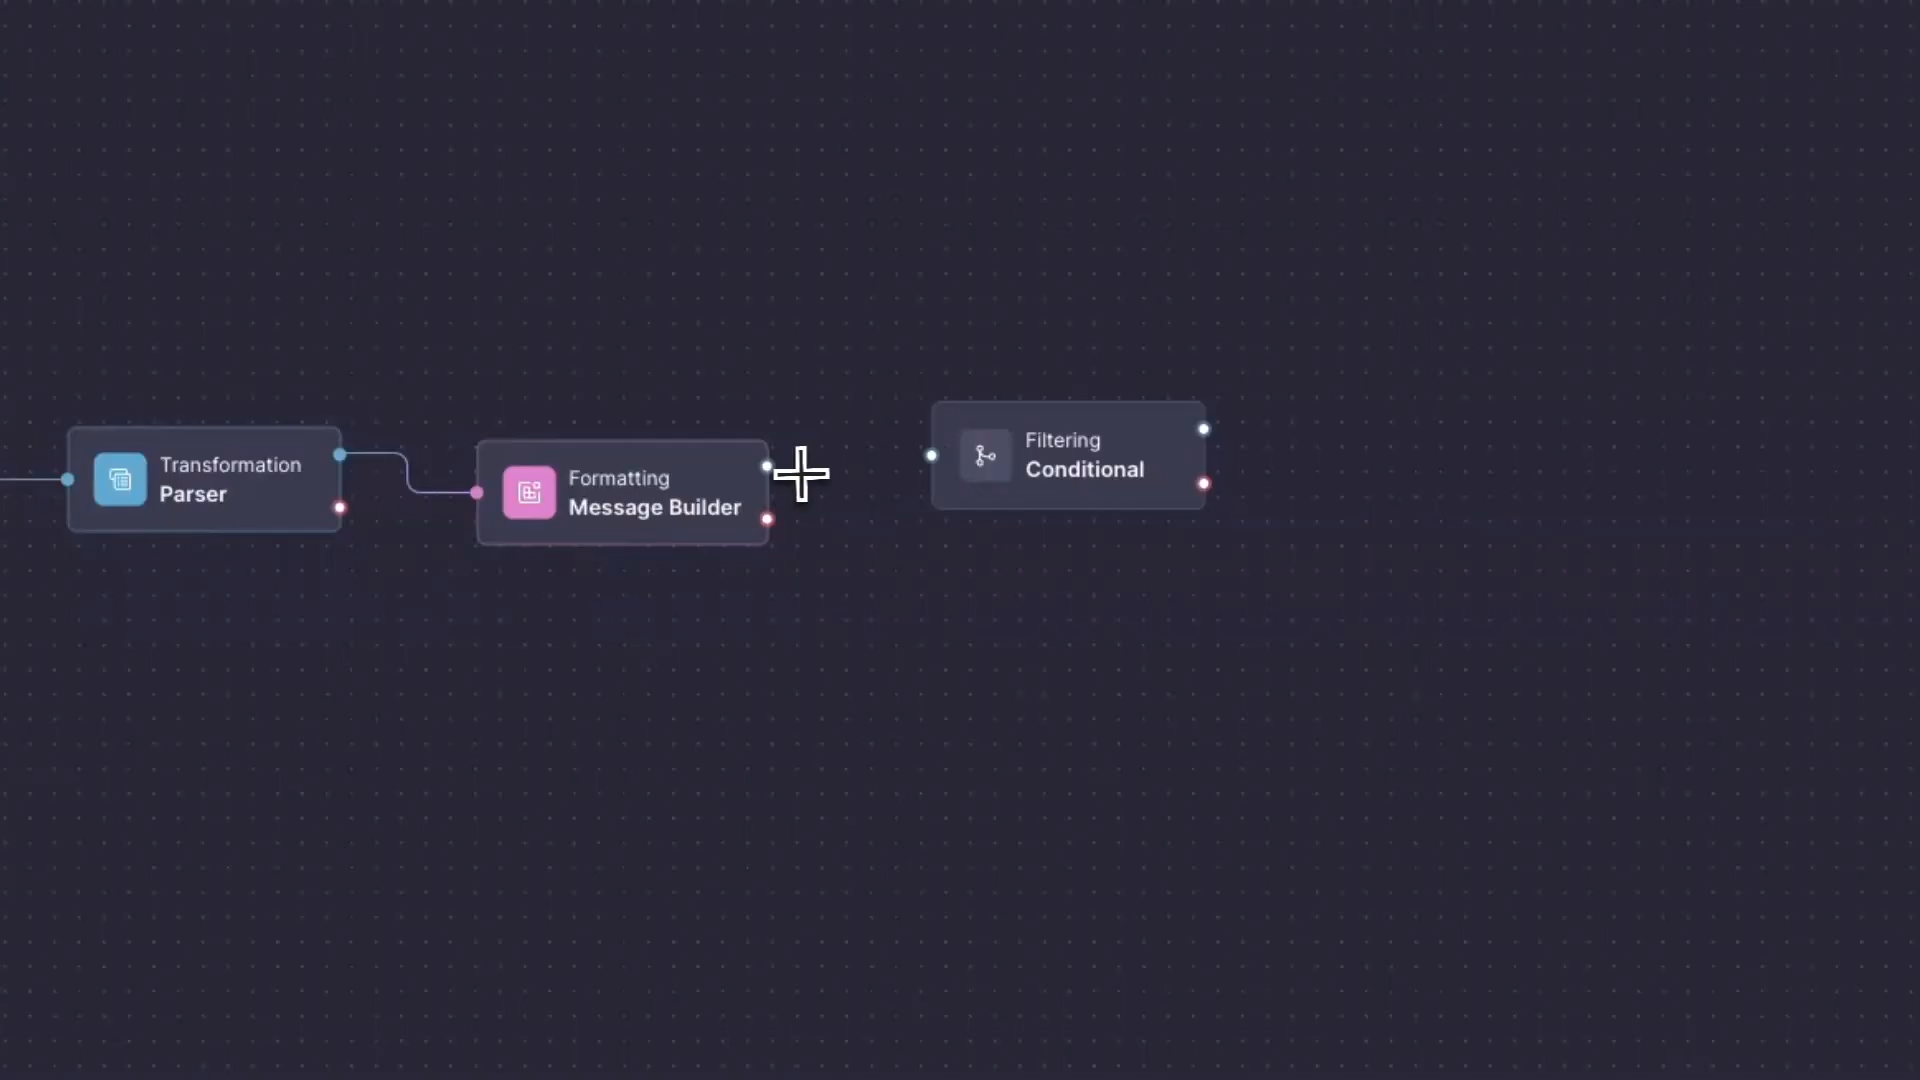 Transformation
Parser
Formatting
Message Builder
Filtering
Conditional